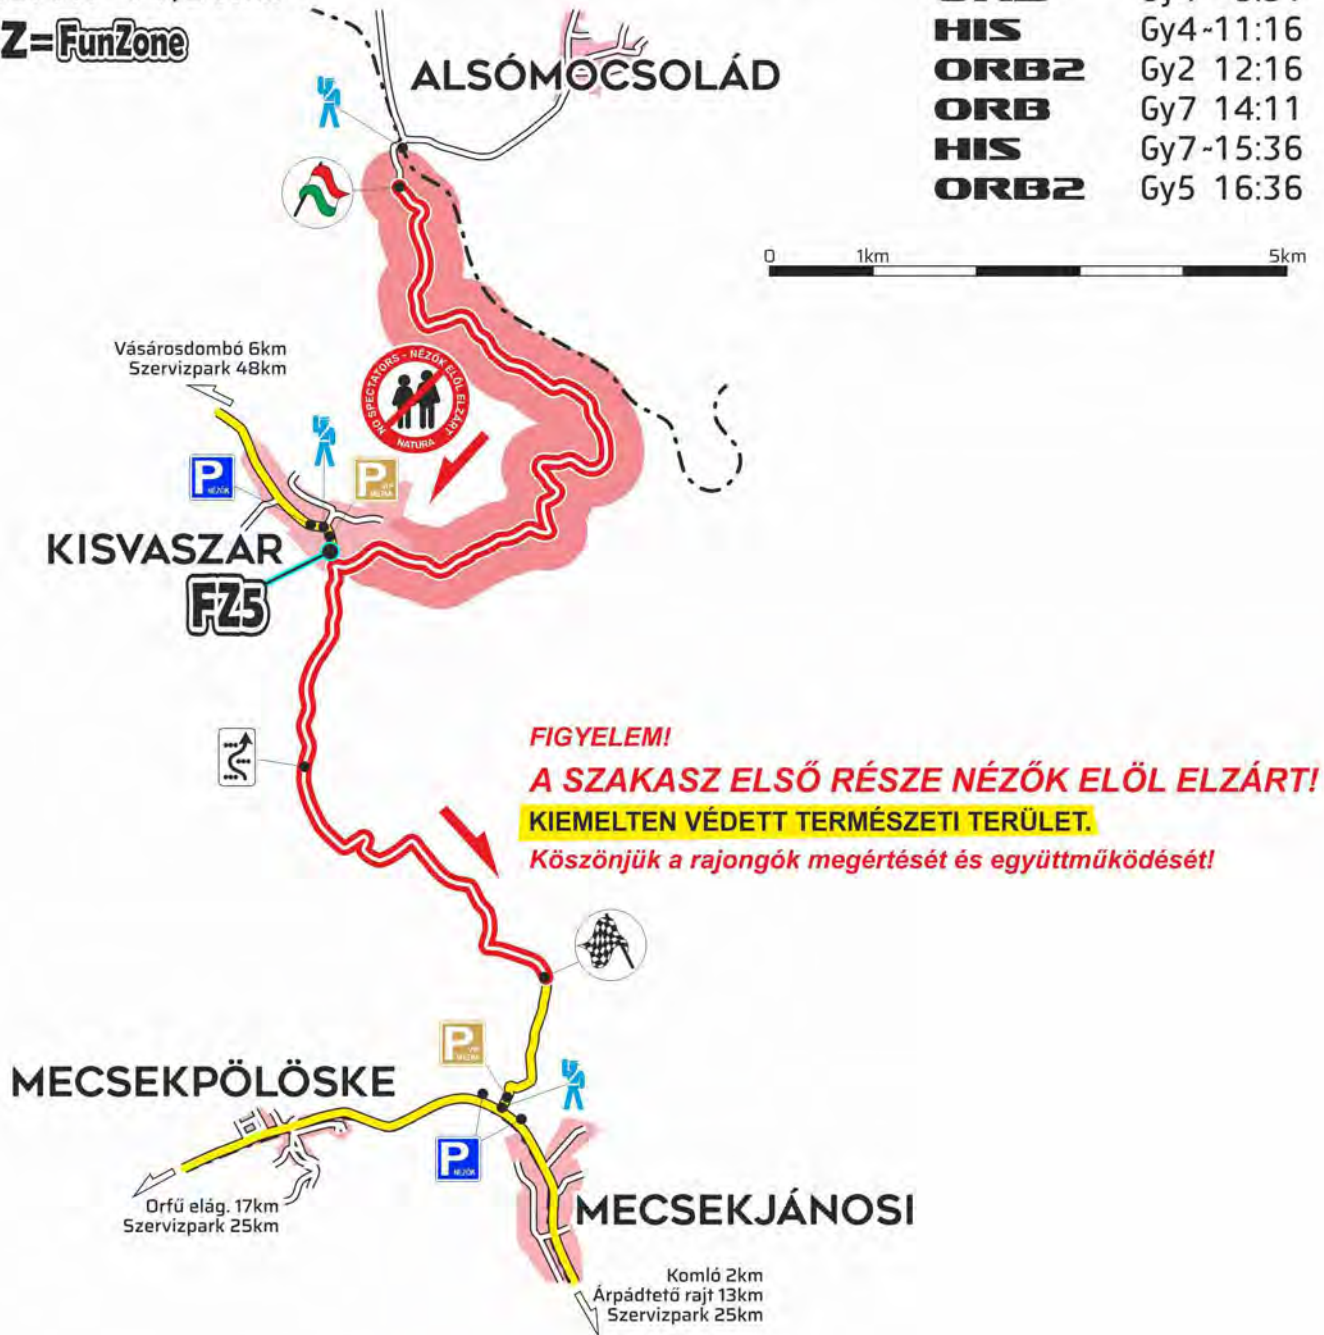 Z=FunZone
HIS Gy4~11:16
ORB2 Gy2 12:16
ORB Gy7 14:11
HIS Gy7~15:36
ORB2 Gy5 16:36
0 1km 5km
ALSÓMOCSOLÁD
Vásárosdombó 6km
Szervizpark 48km
NO SPECTATORS - NÉZŐK ELŐL ELZÁRT
NATURA
P
NÉZŐK
P
KISVASZAR
FZ5
FIGYELEM!
A SZAKASZ ELSŐ RÉSZE NÉZŐK ELÖL ELZÁRT!
KIEMELTEN VÉDETT TERMÉSZETI TERÜLET.
Köszönjük a rajongók megértését és együttműködését!
P
MECSEKPÖLÖSKE
P
NÉZŐK
Orfű elág. 17km
Szervizpark 25km
MECSEKJÁNOSI
Komló 2km
Árpádtető rajt 13km
Szervizpark 25km